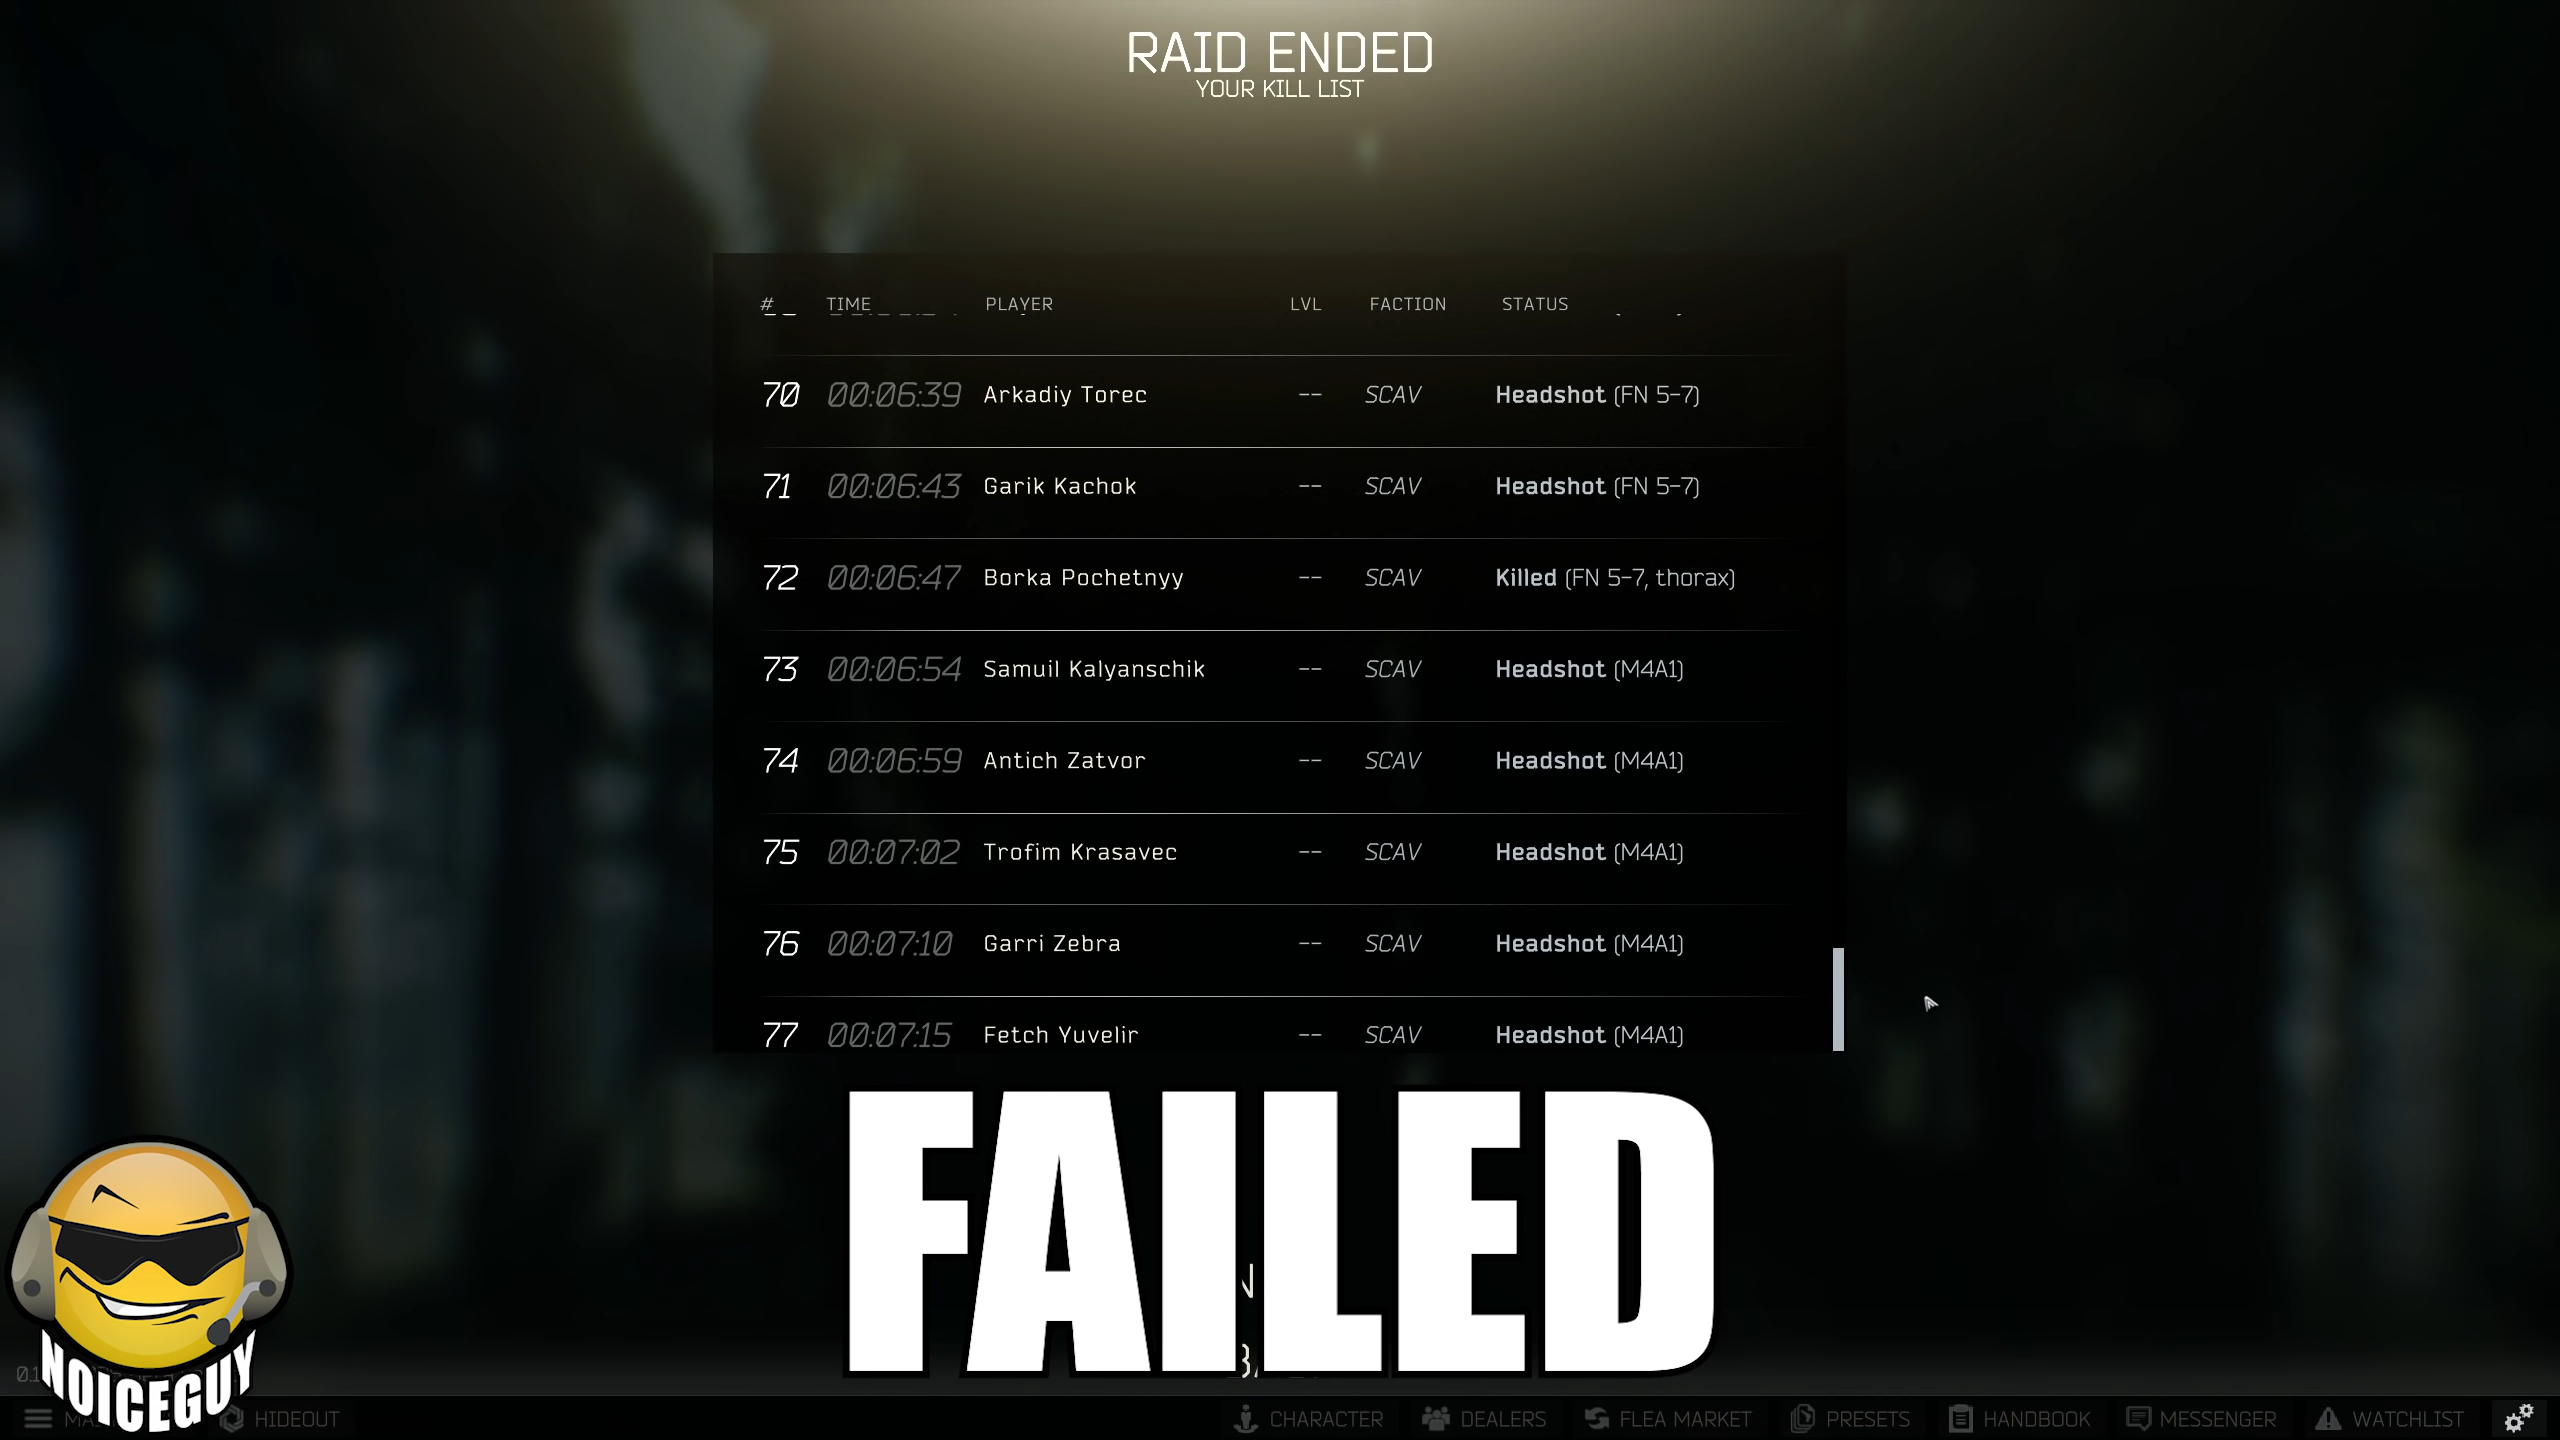 RAID ENDED
YOUR KILL LIST
# TIME PLAYER LVL FACTION STATUS
70 00:06:39 Arkadiy Torec -- SCAV Headshot (FN 5-7)
71 00:06:43 Garik Kachok -- SCAV Headshot (FN 5-7)
72 00:06:47 Borka Pochetnyy -- SCAV Killed (FN 5-7, thorax)
73 00:06:54 Samuil Kalyanschik -- SCAV Headshot (M4A1)
74 00:06:59 Antich Zatvor -- SCAV Headshot (M4A1)
75 00:07:02 Trofim Krasavec -- SCAV Headshot (M4A1)
76 00:07:10 Garri Zebra -- SCAV Headshot (M4A1)
77 00:07:15 Fetch Yuvelir -- SCAV Headshot (M4A1)
FAILED
NOICEGUY
HIDEOUT CHARACTER DEALERS FLEA MARKET PRESETS HANDBOOK MESSENGER WATCHLIST